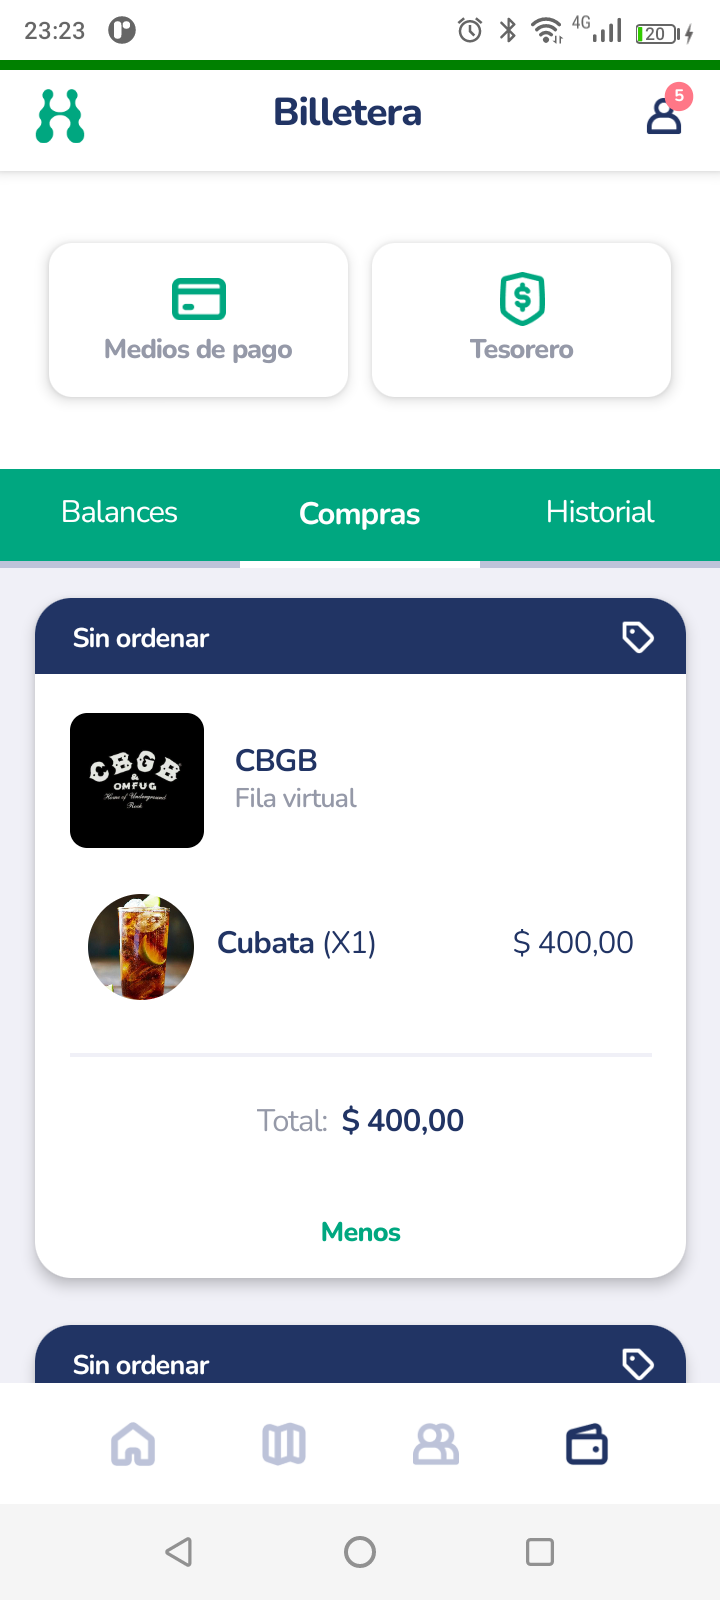 23:23
4G
20
Billetera
5
Medios de pago
Tesorero
Balances
Compras
Historial
Sin ordenar
CBGB
&
OMFUG
Home of Underground
Rock
CBGB
Fila virtual
Cubata (X1)
$ 400,00
Total: $ 400,00
Menos
Sin ordenar